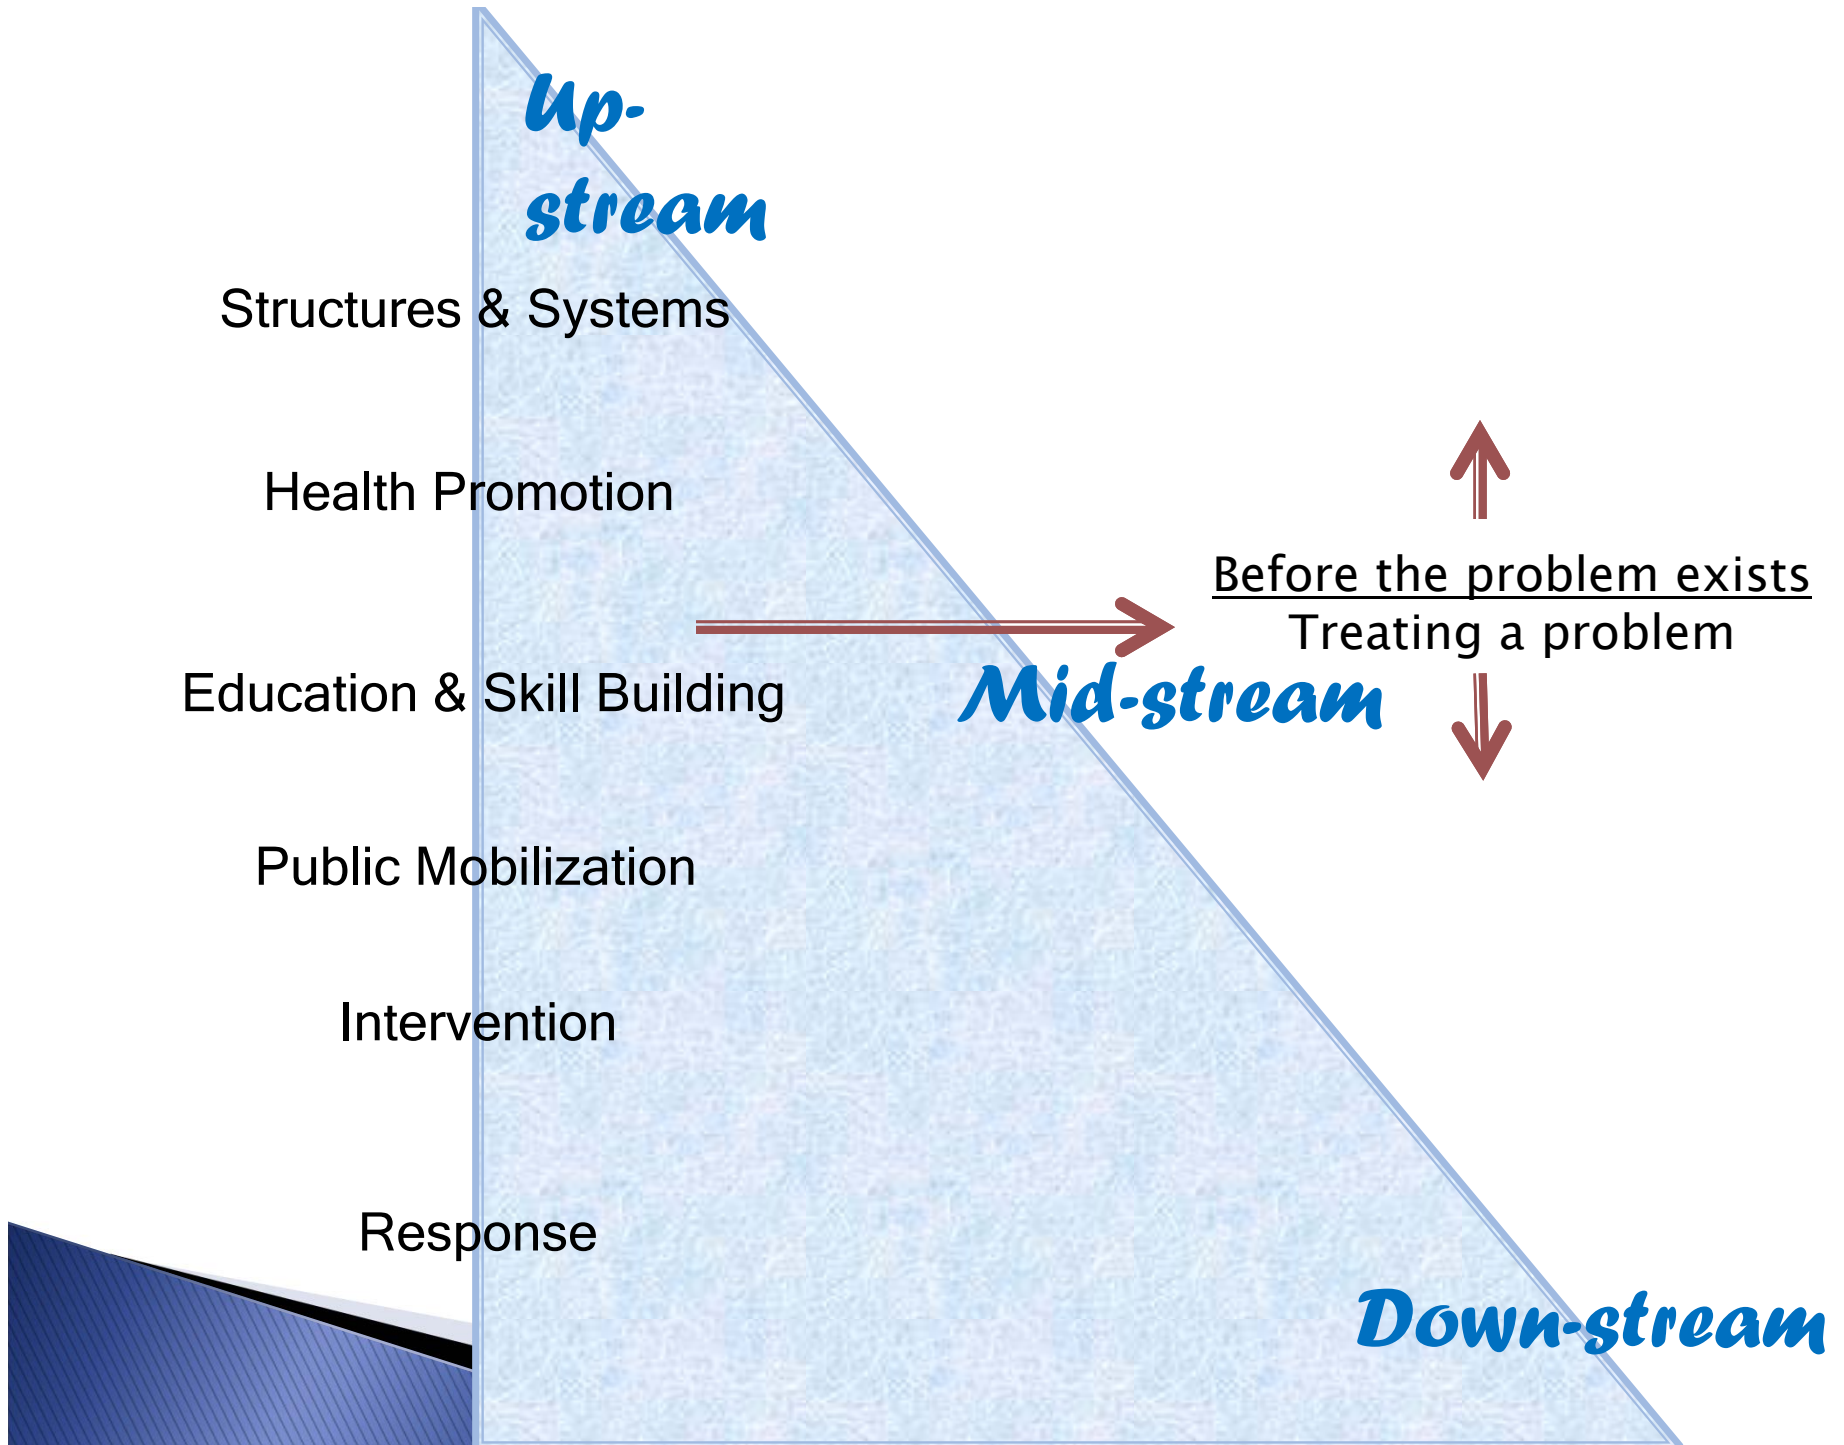 Up-
stream
Structures & Systems
Health Promotion
Before the problem exists
Treating a problem
Education & Skill Building
Mid-stream
Public Mobilization
Intervention
Response
Down-stream